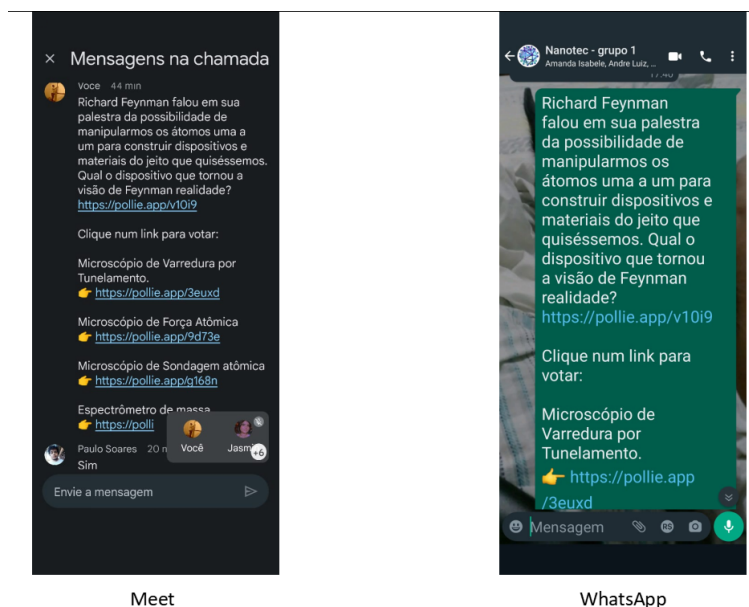 × Mensagens na chamada
Voce 44 min
Richard Feynman falou em sua
palestra da possibilidade de
manipularmos os átomos uma a
um para construir dispositivos e
materiais do jeito que quiséssemos.
Qual o dispositivo que tornou a
visão de Feynman realidade?
https://pollie.app/v10i9
Clique num link para votar:
Microscópio de Varredura por
Tunelamento.
👉 https://pollie.app/3euxd
Microscópio de Força Atômica
👉 https://pollie.app/9d73e
Microscópio de Sondagem atômica
👉 https://pollie.app/g168n
Espectrômetro de massa
👉 https://polli
Você
+6
Paulo Soares 20
Sim
Envie a mensagem
Meet
Nanotec - grupo 1
Amanda Isabele, Andre Luiz, ..
17:40
Richard Feynman
falou em sua palestra
da possibilidade de
manipularmos os
átomos uma a um para
construir dispositivos e
materiais do jeito que
quiséssemos. Qual o
dispositivo que tornou
a visão de Feynman
realidade?
https://pollie.app/v10i9
Clique num link para
votar:
Microscópio de
Varredura por
Tunelamento.
👉 https://pollie.app
/3euxd
Mensagem
R$
WhatsApp